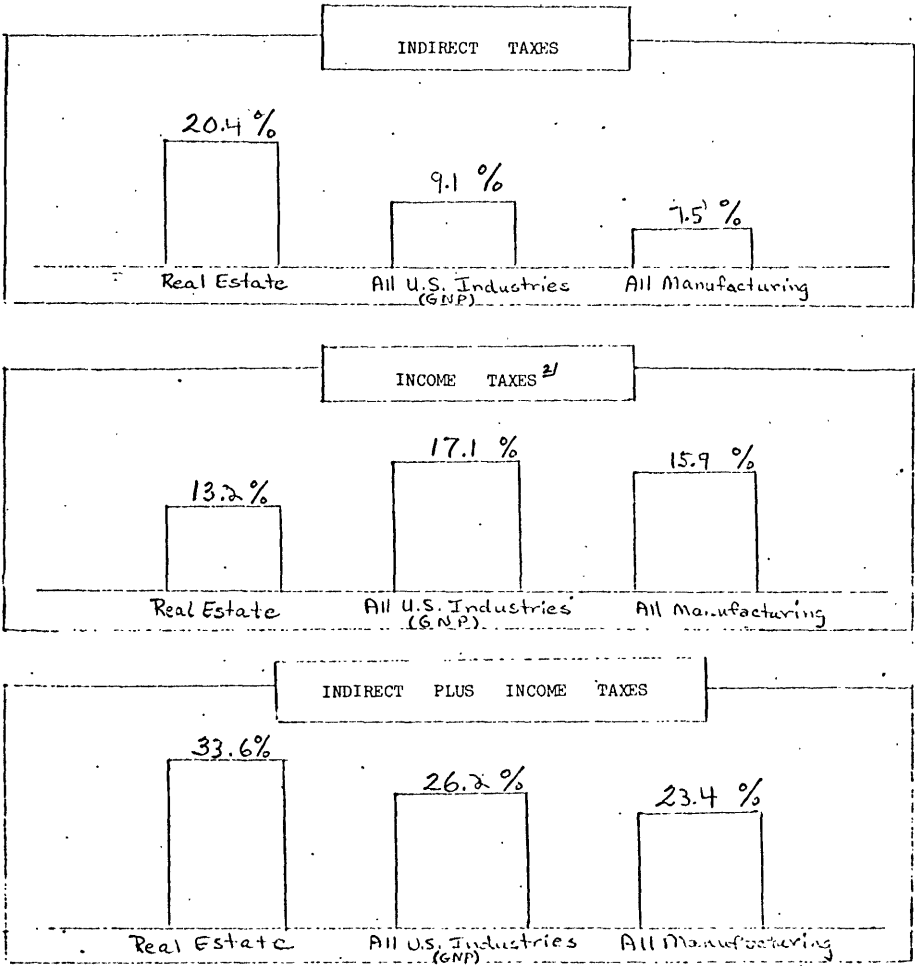 INDIRECT TAXES
20.4 %
9.1 %
7.5 %
Real Estate
All U.S. Industries
(GNP)
All Manufacturing
INCOME TAXES 2/
13.2 %
17.1 %
15.9 %
Real Estate
All U.S. Industries
(GNP)
All Manufacturing
INDIRECT PLUS INCOME TAXES
33.6%
26.2 %
23.4 %
Real Estate
All U.S. Industries
(GNP)
All Manufacturing